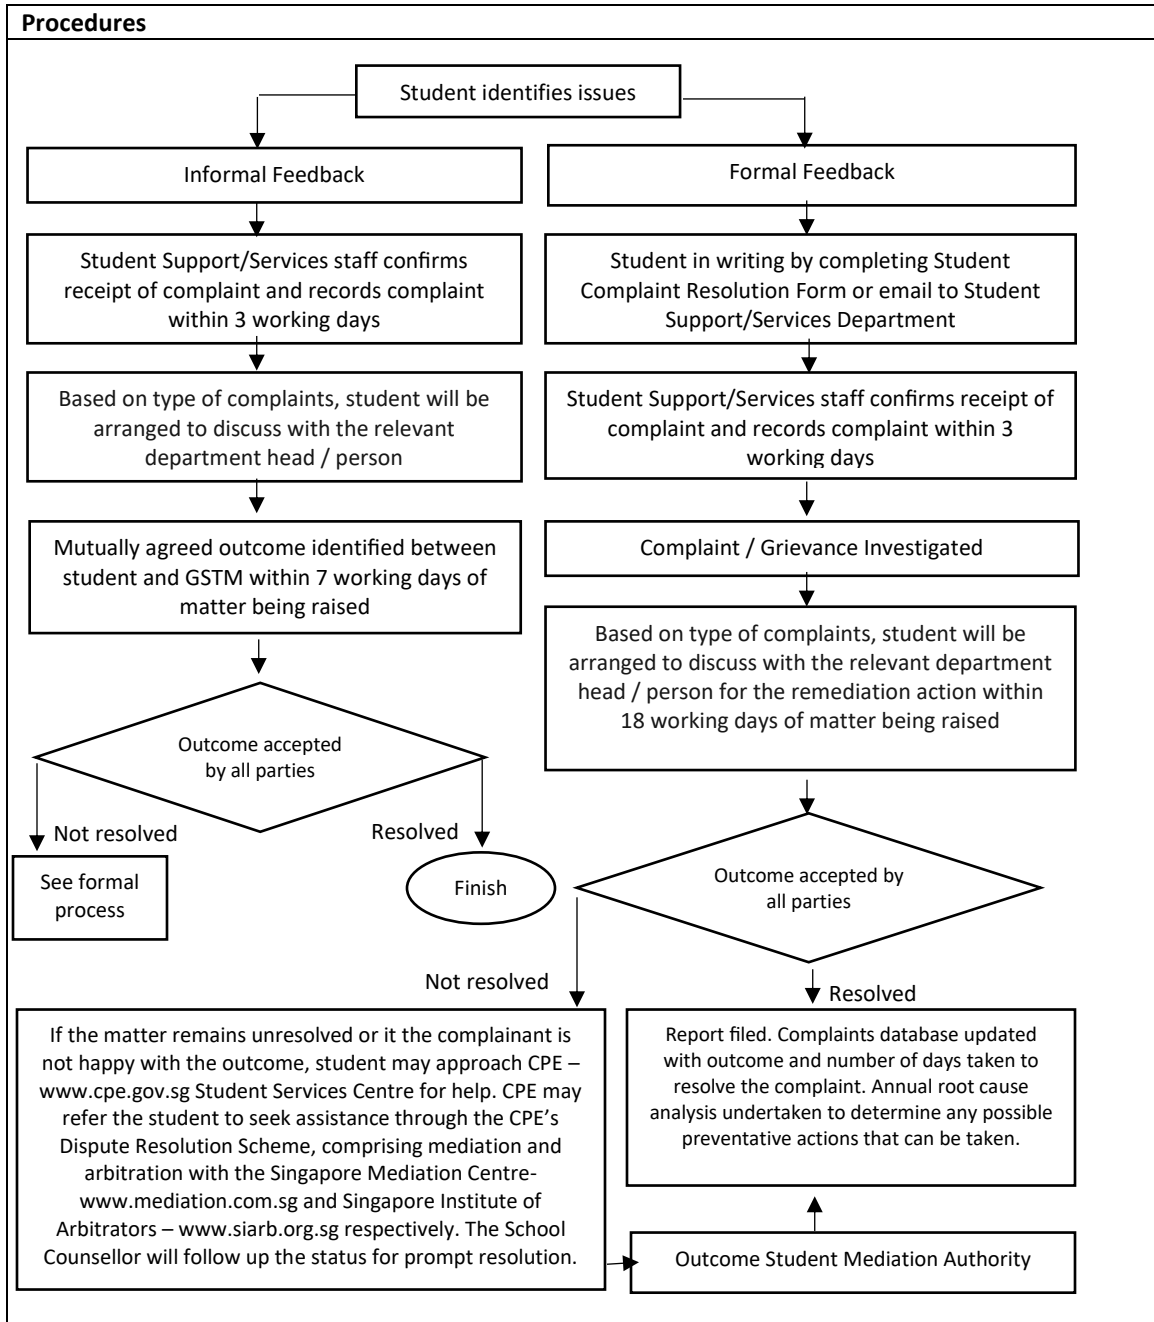 Procedures
Student identifies issues
Informal Feedback
Formal Feedback
Student Support/Services staff confirms
receipt of complaint and records complaint
within 3 working days
Student in writing by completing Student
Complaint Resolution Form or email to Student
Support/Services Department
Based on type of complaints, student will be
arranged to discuss with the relevant
department head / person
Student Support/Services staff confirms receipt of
complaint and records complaint within 3
working days
Mutually agreed outcome identified between
student and GSTM within 7 working days of
matter being raised
Complaint / Grievance Investigated
Based on type of complaints, student will be
arranged to discuss with the relevant department
head / person for the remediation action within
18 working days of matter being raised
Outcome accepted
by all parties
Not resolved
Resolved
See formal
process
Finish
Outcome accepted by
all parties
Not resolved
Resolved
If the matter remains unresolved or it the complainant is
not happy with the outcome, student may approach CPE –
www.cpe.gov.sg Student Services Centre for help. CPE may
refer the student to seek assistance through the CPE’s
Dispute Resolution Scheme, comprising mediation and
arbitration with the Singapore Mediation Centre-
www.mediation.com.sg and Singapore Institute of
Arbitrators – www.siarb.org.sg respectively. The School
Counsellor will follow up the status for prompt resolution.
Report filed. Complaints database updated
with outcome and number of days taken to
resolve the complaint. Annual root cause
analysis undertaken to determine any possible
preventative actions that can be taken.
Outcome Student Mediation Authority